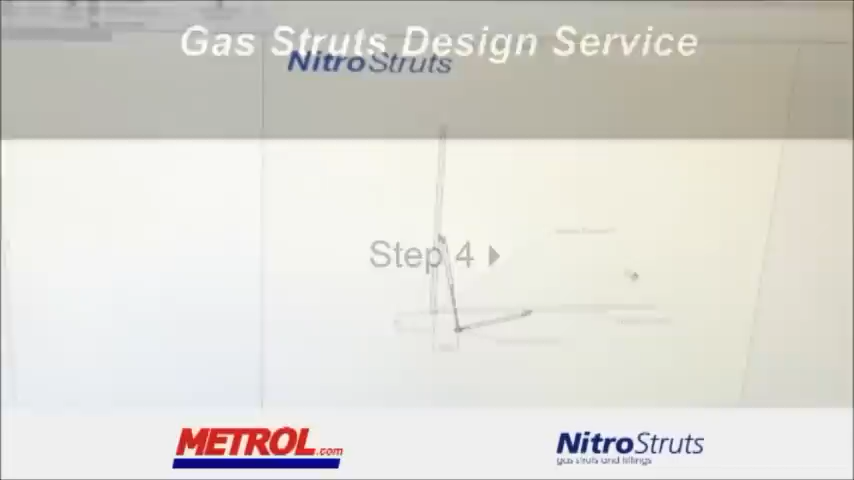 Gas Struts Design Service
NitroStruts
Step 4
METROL.com
NitroStruts
gas struts and fittings